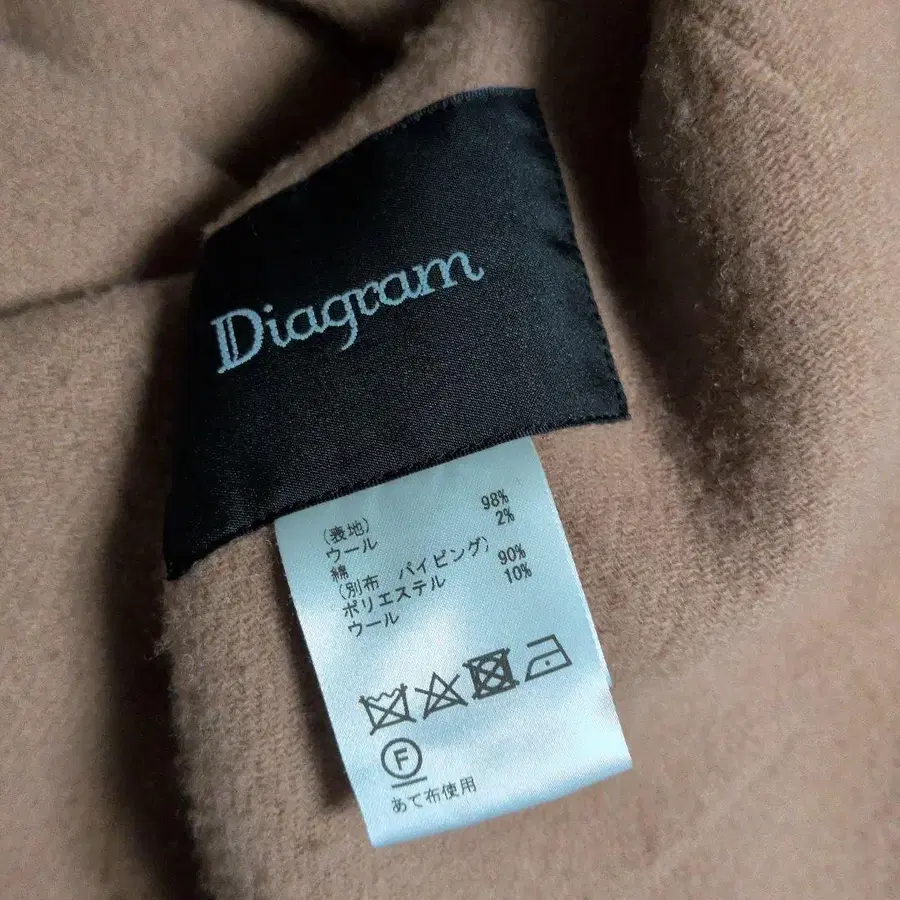 Diagram
(表地)
ウール 98%
綿 2%
(別布 パイピング)
ポリエステル 90%
ウール 10%
F
あて布使用